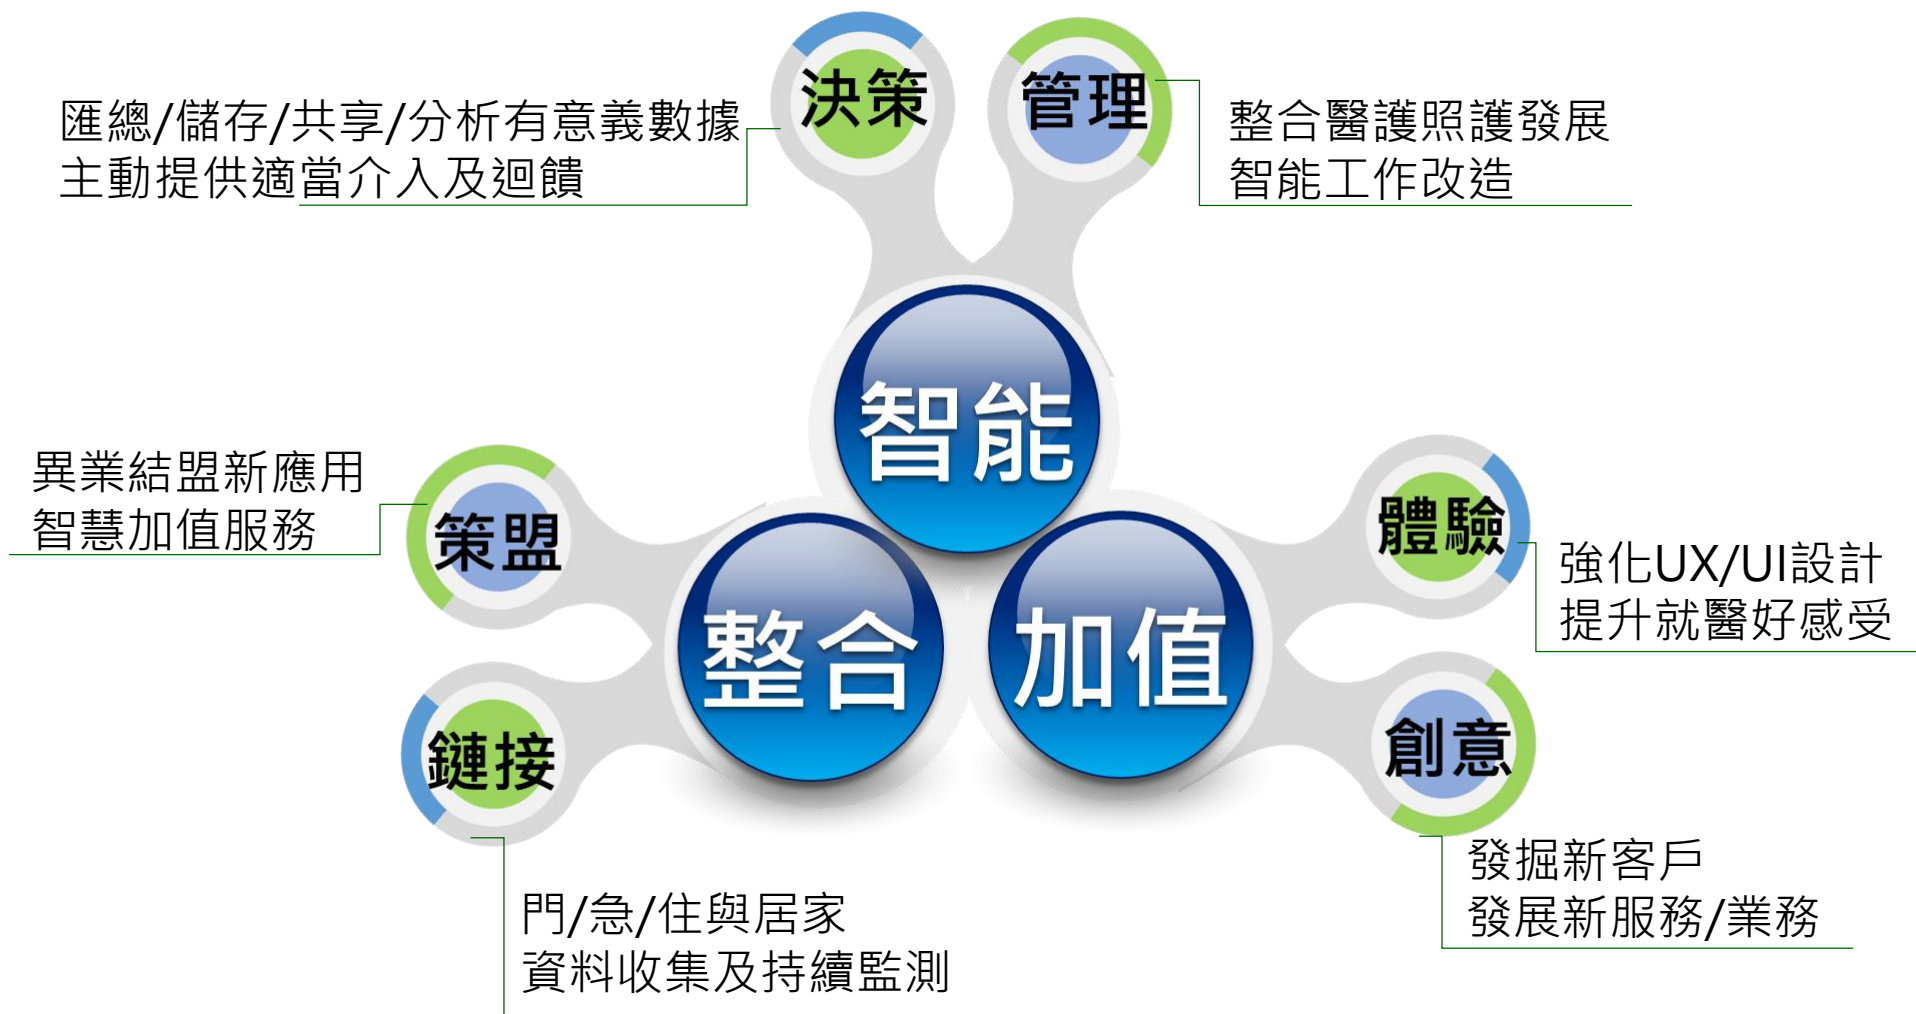 決策
管理
匯總/儲存/共享/分析有意義數據
主動提供適當介入及迴饋
整合醫護照護發展
智能工作改造
智能
異業結盟新應用
智慧加值服務
策盟
體驗
強化UX/UI設計
提升就醫好感受
整合
加值
鏈接
創意
發掘新客戶
發展新服務/業務
門/急/住與居家
資料收集及持續監測